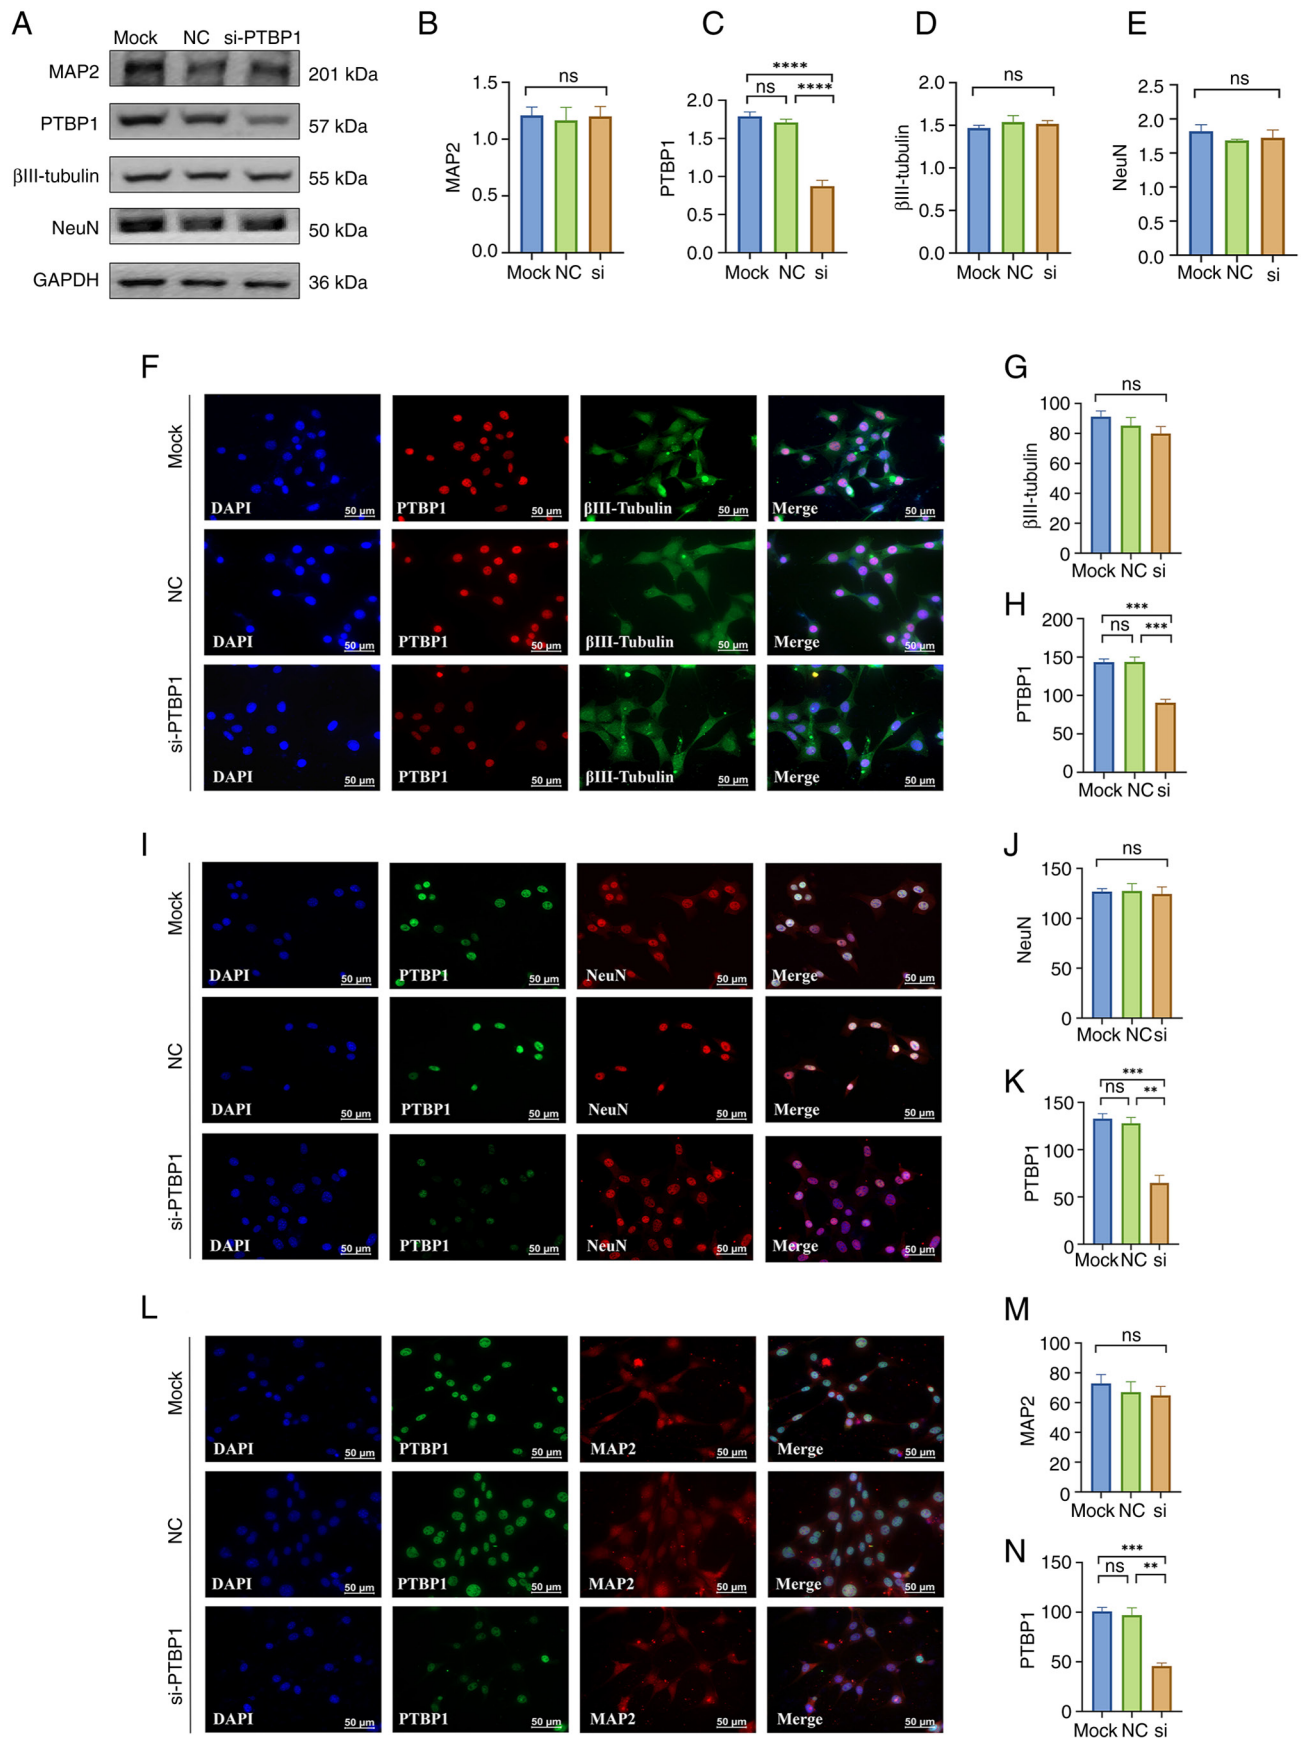 A
Mock NC si-PTBP1
MAP2 201 kDa
PTBP1 57 kDa
βIII-tubulin 55 kDa
NeuN 50 kDa
GAPDH 36 kDa
B
ns
1.5
1.0
0.5
0.0
MAP2
Mock NC si
C
****
ns ****
2.0
1.5
1.0
0.5
0.0
PTBP1
Mock NC si
D
ns
2.0
1.5
1.0
0.5
0.0
βIII-tubulin
Mock NC si
E
ns
2.5
2.0
1.5
1.0
0.5
0.0
NeuN
Mock NC si
F
Mock
DAPI 50 µm PTBP1 50 µm βIII-Tubulin 50 µm Merge 50 µm
NC
DAPI 50 µm PTBP1 50 µm βIII-Tubulin 50 µm Merge 50 µm
si-PTBP1
DAPI 50 µm PTBP1 50 µm βIII-Tubulin 50 µm Merge 50 µm
G
ns
100
80
60
40
20
0
βIII-tubulin
Mock NC si
H
***
ns ***
200
150
100
50
0
PTBP1
Mock NC si
I
Mock
DAPI 50 µm PTBP1 50 µm NeuN 50 µm Merge 50 µm
NC
DAPI 50 µm PTBP1 50 µm NeuN 50 µm Merge 50 µm
si-PTBP1
DAPI 50 µm PTBP1 50 µm NeuN 50 µm Merge 50 µm
J
ns
150
100
50
0
NeuN
Mock NC si
K
***
ns **
150
100
50
0
PTBP1
Mock NC si
L
Mock
DAPI 50 µm PTBP1 50 µm MAP2 50 µm Merge 50 µm
NC
DAPI 50 µm PTBP1 50 µm MAP2 50 µm Merge 50 µm
si-PTBP1
DAPI 50 µm PTBP1 50 µm MAP2 50 µm Merge 50 µm
M
ns
100
80
60
40
20
0
MAP2
Mock NC si
N
***
ns **
150
100
50
0
PTBP1
Mock NC si